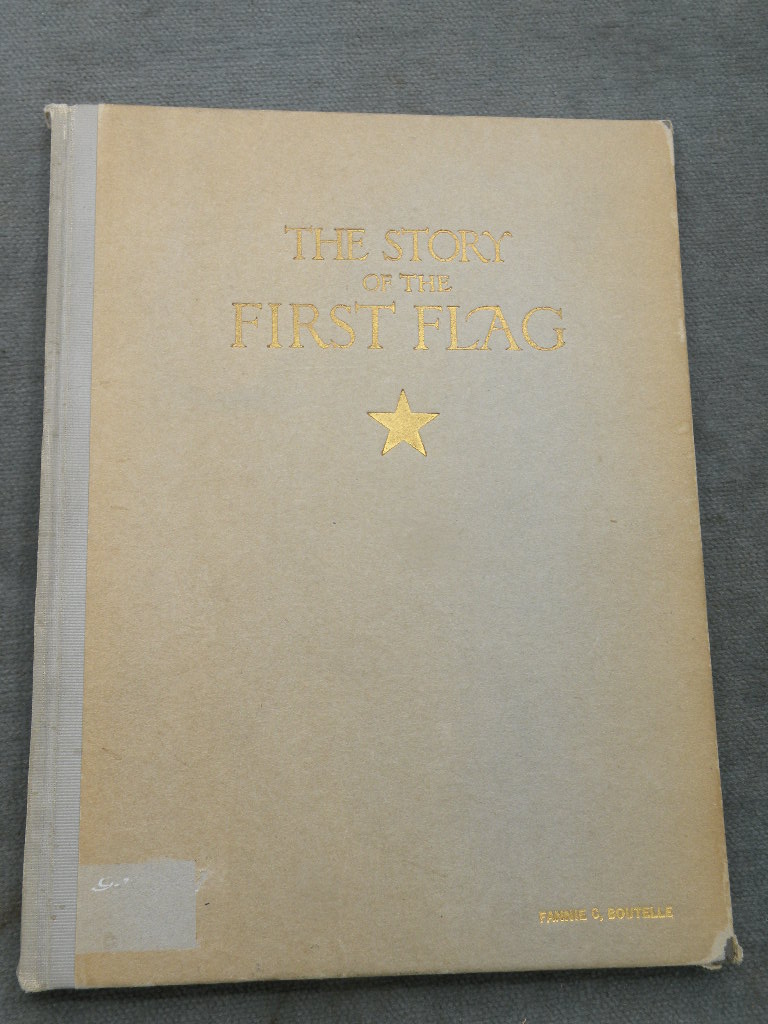 THE STORY
OF THE
FIRST FLAG
FANNIE C, BOUTELLE